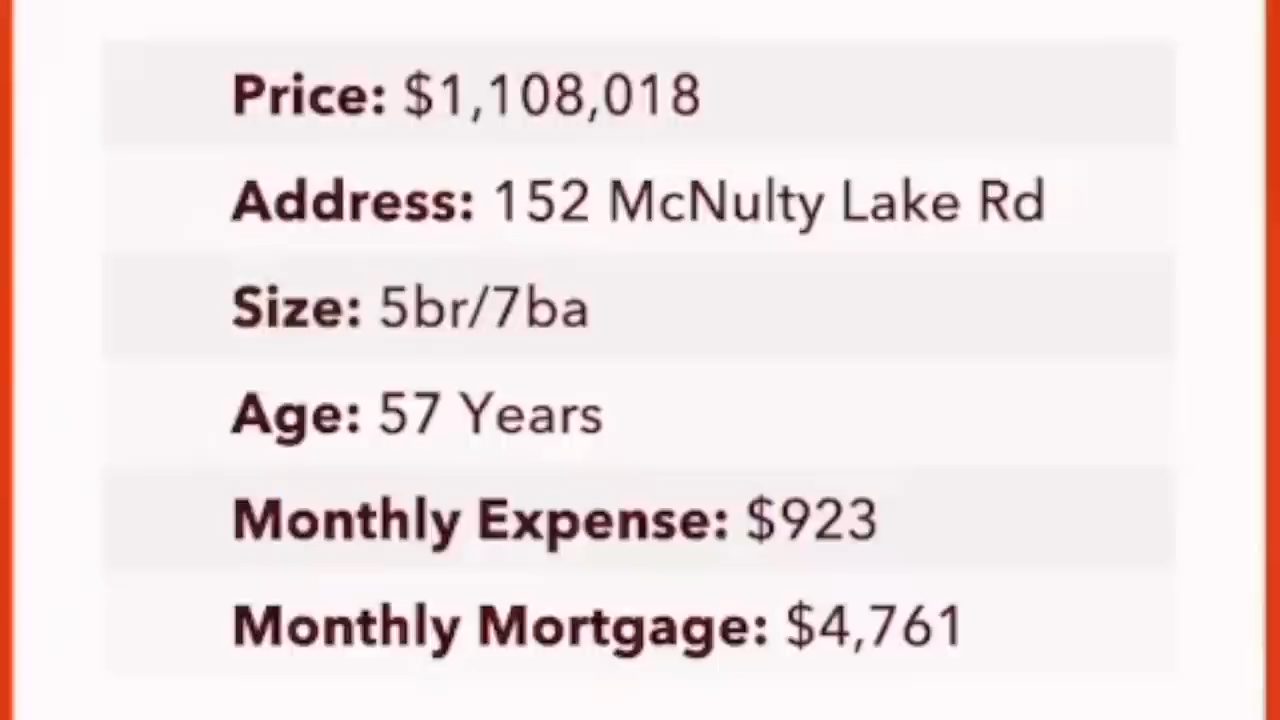 Price: $1,108,018
Address: 152 McNulty Lake Rd
Size: 5br/7ba
Age: 57 Years
Monthly Expense: $923
Monthly Mortgage: $4,761